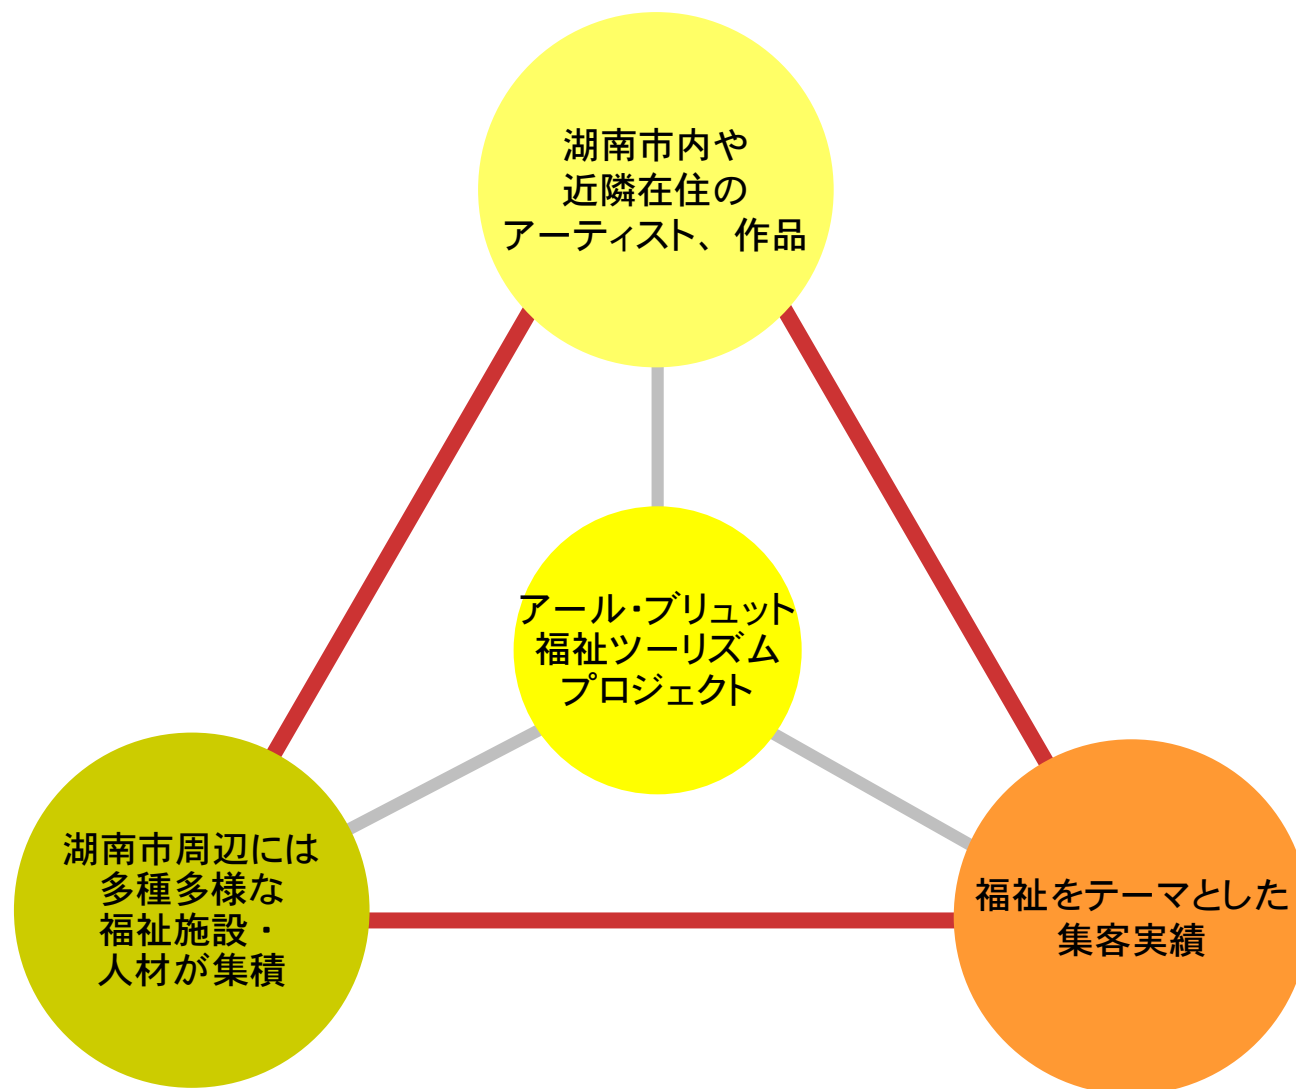 湖南市内や
近隣在住の
アーティスト、作品
アール・ブリュット
福祉ツーリズム
プロジェクト
湖南市周辺には
多種多様な
福祉施設・
人材が集積
福祉をテーマとした
集客実績